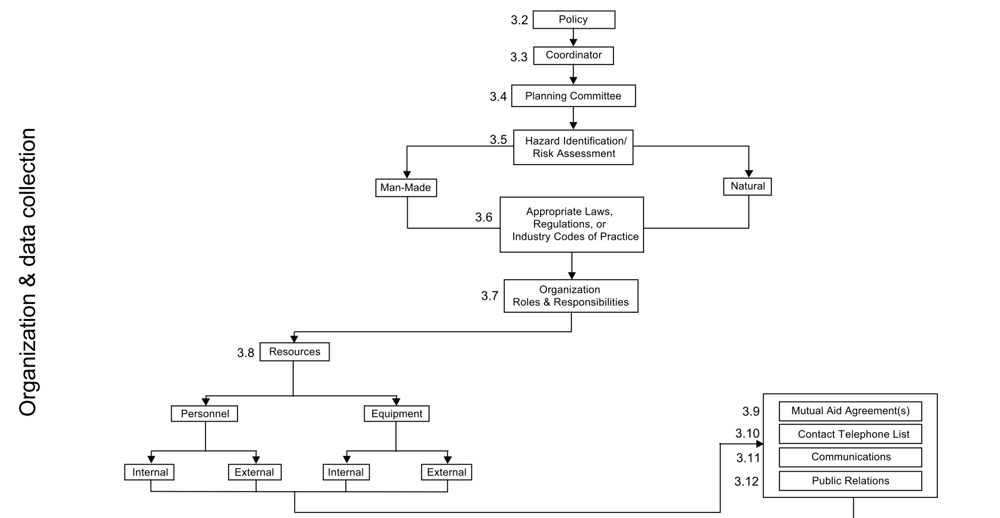 3.2 Policy
3.3 Coordinator
3.4 Planning Committee
3.5 Hazard Identification/
Risk Assessment
Man-Made
Natural
3.6 Appropriate Laws,
Regulations, or
Industry Codes of Practice
3.7 Organization
Roles & Responsibilities
3.8 Resources
Personnel
Equipment
Internal
External
Internal
External
3.9 Mutual Aid Agreement(s)
3.10 Contact Telephone List
3.11 Communications
3.12 Public Relations
Organization & data collection